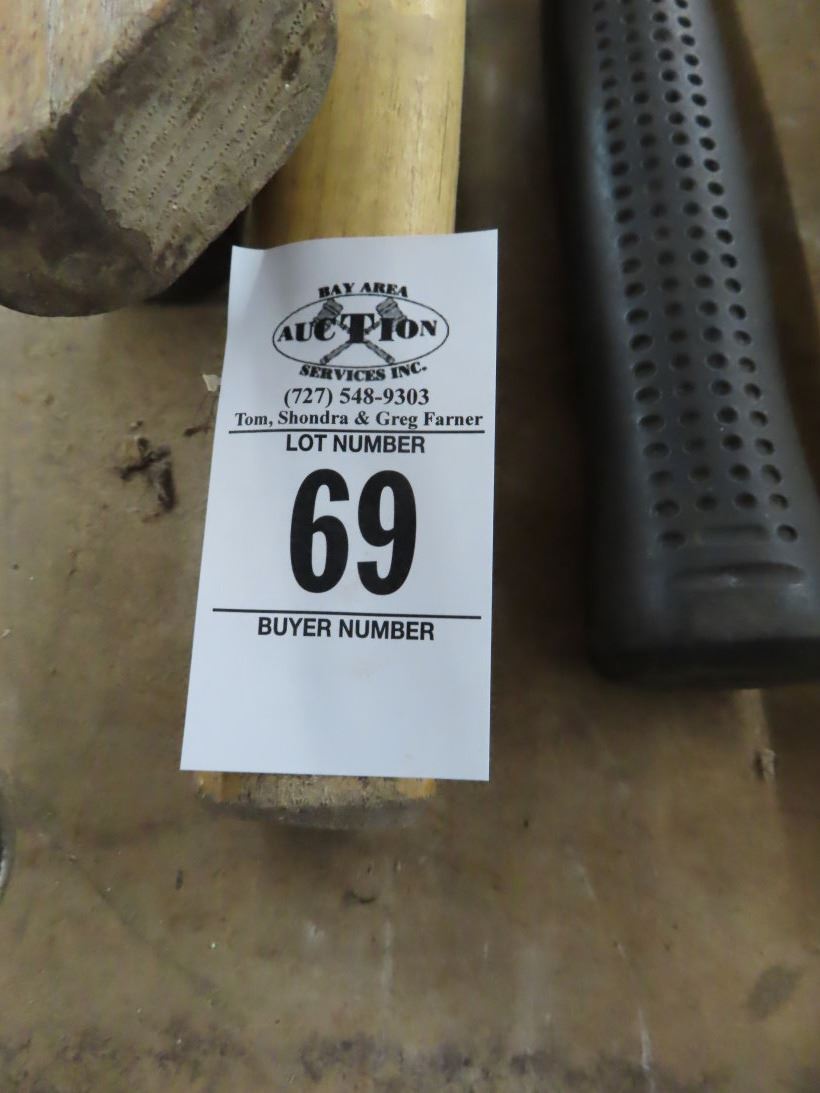 BAY AREA
AUCTION
SERVICES INC.
(727) 548-9303
Tom, Shondra & Greg Farner
LOT NUMBER
69
BUYER NUMBER